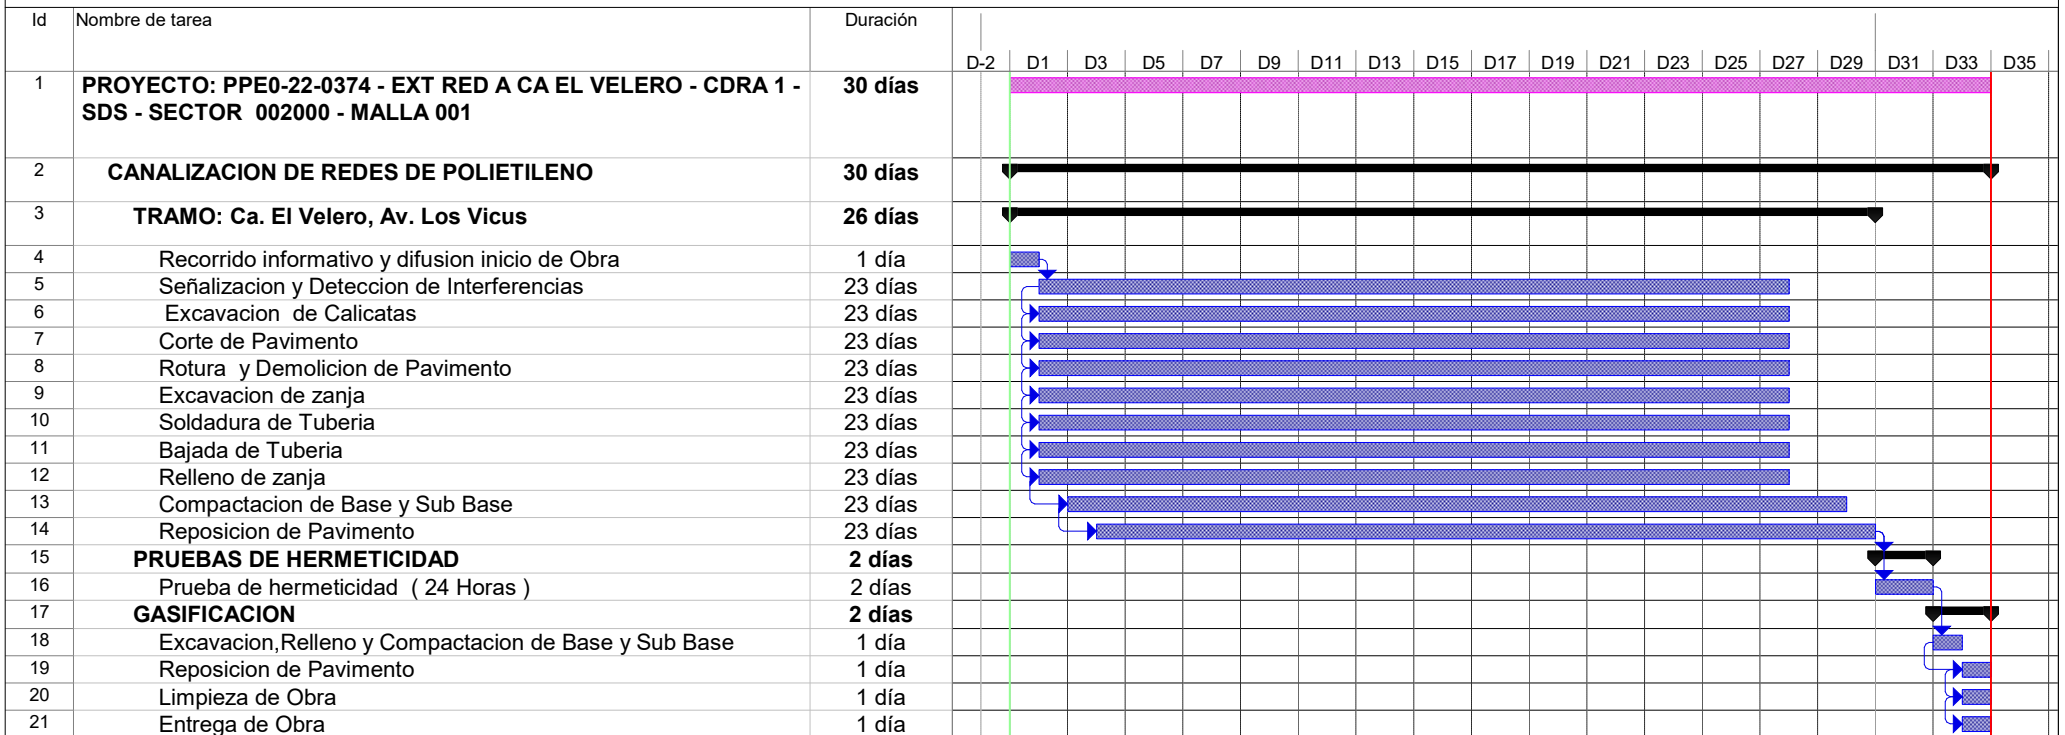 Id Nombre de tarea Duración
D-2 D1 D3 D5 D7 D9 D11 D13 D15 D17 D19 D21 D23 D25 D27 D29 D31 D33 D35
1 PROYECTO: PPE0-22-0374 - EXT RED A CA EL VELERO - CDRA 1 - 30 días
SDS - SECTOR 002000 - MALLA 001
2 CANALIZACION DE REDES DE POLIETILENO 30 días
3 TRAMO: Ca. El Velero, Av. Los Vicus 26 días
4 Recorrido informativo y difusion inicio de Obra 1 día
5 Señalizacion y Deteccion de Interferencias 23 días
6 Excavacion de Calicatas 23 días
7 Corte de Pavimento 23 días
8 Rotura y Demolicion de Pavimento 23 días
9 Excavacion de zanja 23 días
10 Soldadura de Tuberia 23 días
11 Bajada de Tuberia 23 días
12 Relleno de zanja 23 días
13 Compactacion de Base y Sub Base 23 días
14 Reposicion de Pavimento 23 días
15 PRUEBAS DE HERMETICIDAD 2 días
16 Prueba de hermeticidad ( 24 Horas ) 2 días
17 GASIFICACION 2 días
18 Excavacion,Relleno y Compactacion de Base y Sub Base 1 día
19 Reposicion de Pavimento 1 día
20 Limpieza de Obra 1 día
21 Entrega de Obra 1 día